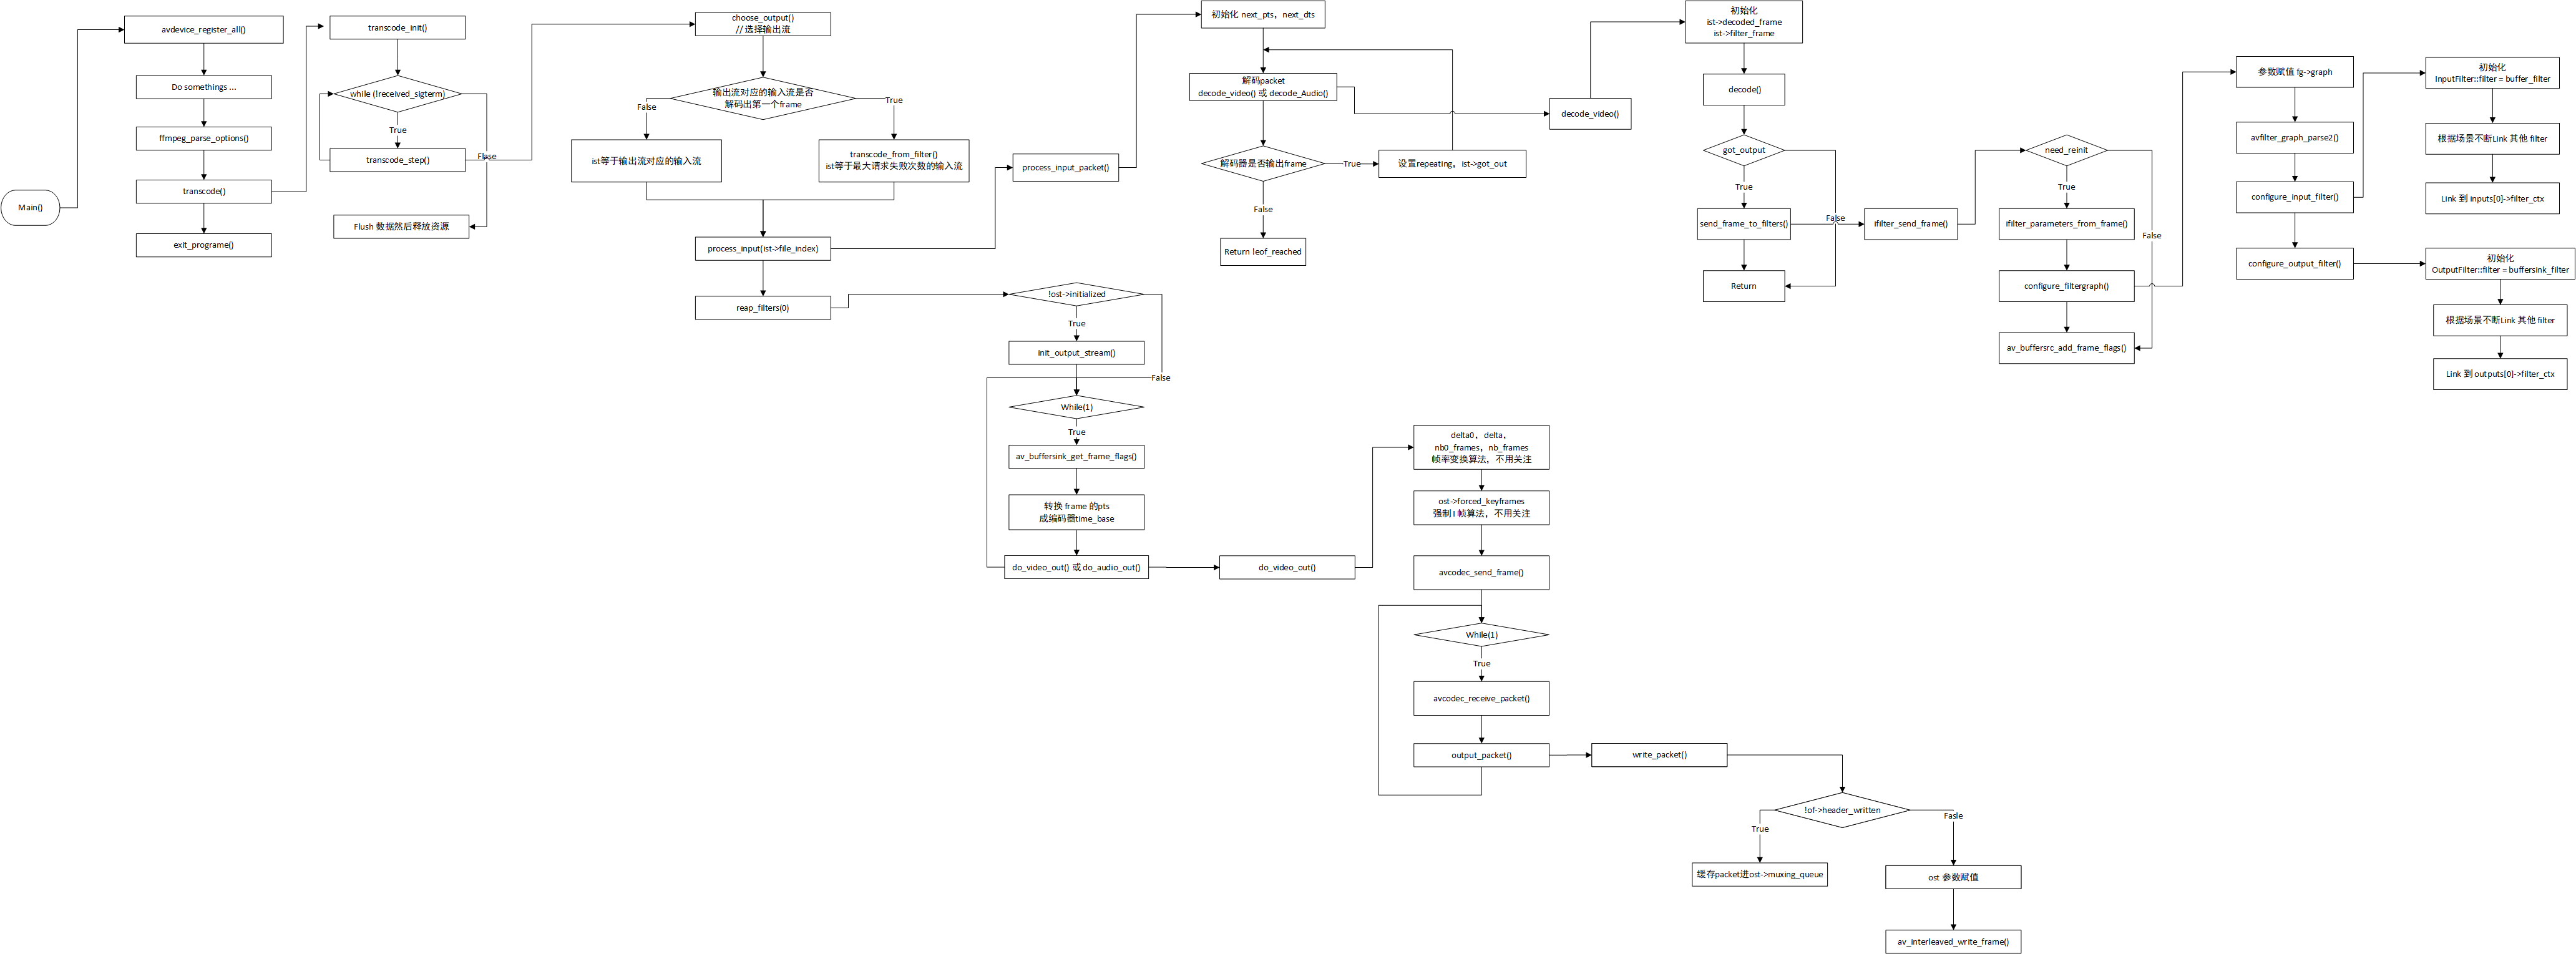 Main()
avdevice_register_all()
Do somethings ...
ffmpeg_parse_options()
transcode()
exit_programe()
transcode_init()
while (!received_sigterm)
True
transcode_step()
Flase
Flush 数据然后释放资源
choose_output()
// 选择输出流
输出流对应的输入流是否
解码出第一个frame
False
True
ist等于输出流对应的输入流
transcode_from_filter()
ist等于最大请求失败次数的输入流
process_input(ist->file_index)
reap_filters(0)
process_input_packet()
初始化 next_pts，next_dts
解码packet
decode_video() 或 decode_Audio()
解码器是否输出frame
True
设置repeating，ist->got_out
False
Return !eof_reached
decode_video()
初始化
ist->decoded_frame
ist->filter_frame
decode()
got_output
True
send_frame_to_filters()
False
Return
ifilter_send_frame()
need_reinit
True
ifilter_parameters_from_frame()
False
configure_filtergraph()
av_buffersrc_add_frame_flags()
参数赋值 fg->graph
avfilter_graph_parse2()
configure_input_filter()
configure_output_filter()
初始化
InputFilter::filter = buffer_filter
根据场景不断Link 其他 filter
Link 到 inputs[0]->filter_ctx
初始化
OutputFilter::filter = buffersink_filter
根据场景不断Link 其他 filter
Link 到 outputs[0]->filter_ctx
!ost->initialized
True
init_output_stream()
False
While(1)
True
av_buffersink_get_frame_flags()
转换 frame 的pts
成编码器time_base
do_video_out() 或 do_audio_out()
do_video_out()
delta0，delta，
nb0_frames，nb_frames
帧率变换算法，不用关注
ost->forced_keyframes
强制 I 帧算法，不用关注
avcodec_send_frame()
While(1)
True
avcodec_receive_packet()
output_packet()
write_packet()
!of->header_written
True
Fasle
缓存packet进ost->muxing_queue
ost 参数赋值
av_interleaved_write_frame()